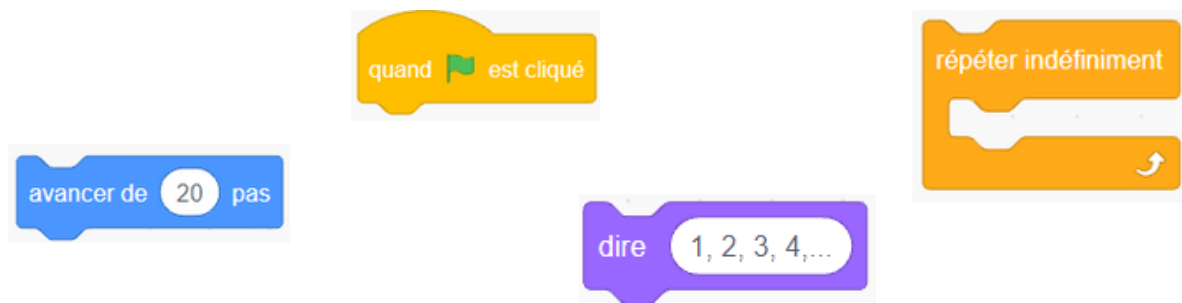 quand est cliqué
répéter indéfiniment
avancer de 20 pas
dire 1, 2, 3, 4,...